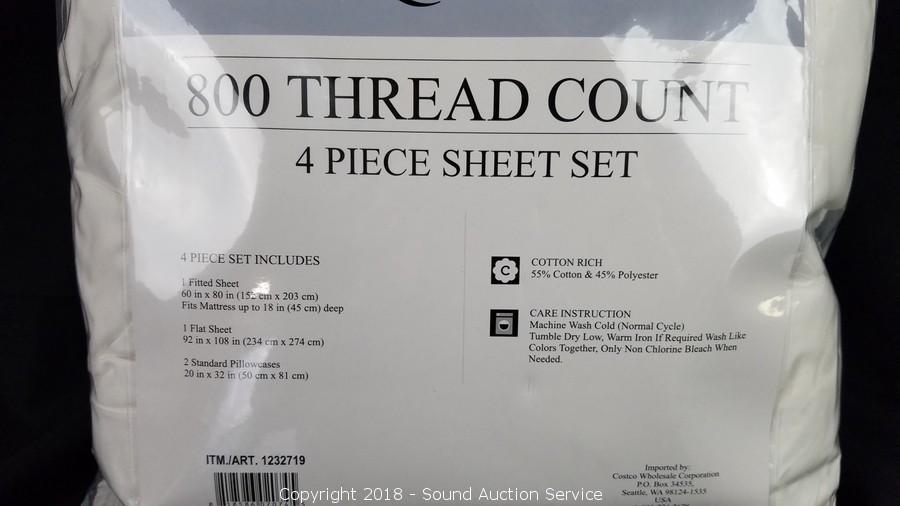 800 THREAD COUNT
4 PIECE SHEET SET
4 PIECE SET INCLUDES
1 Fitted Sheet
60 in x 80 in (152 cm x 203 cm)
Fits Mattress up to 18 in (45 cm) deep
1 Flat Sheet
92 in x 108 in (234 cm x 274 cm)
2 Standard Pillowcases
20 in x 32 in (50 cm x 81 cm)
C
COTTON RICH
55% Cotton & 45% Polyester
CARE INSTRUCTION
Machine Wash Cold (Normal Cycle)
Tumble Dry Low, Warm Iron If Required Wash Like
Colors Together, Only Non Chlorine Bleach When
Needed.
ITM./ART. 1232719
Imported by:
Costco Wholesale Corporation
P.O. Box 34535,
Seattle, WA 98124-1535
USA
Copyright 2018 - Sound Auction Service